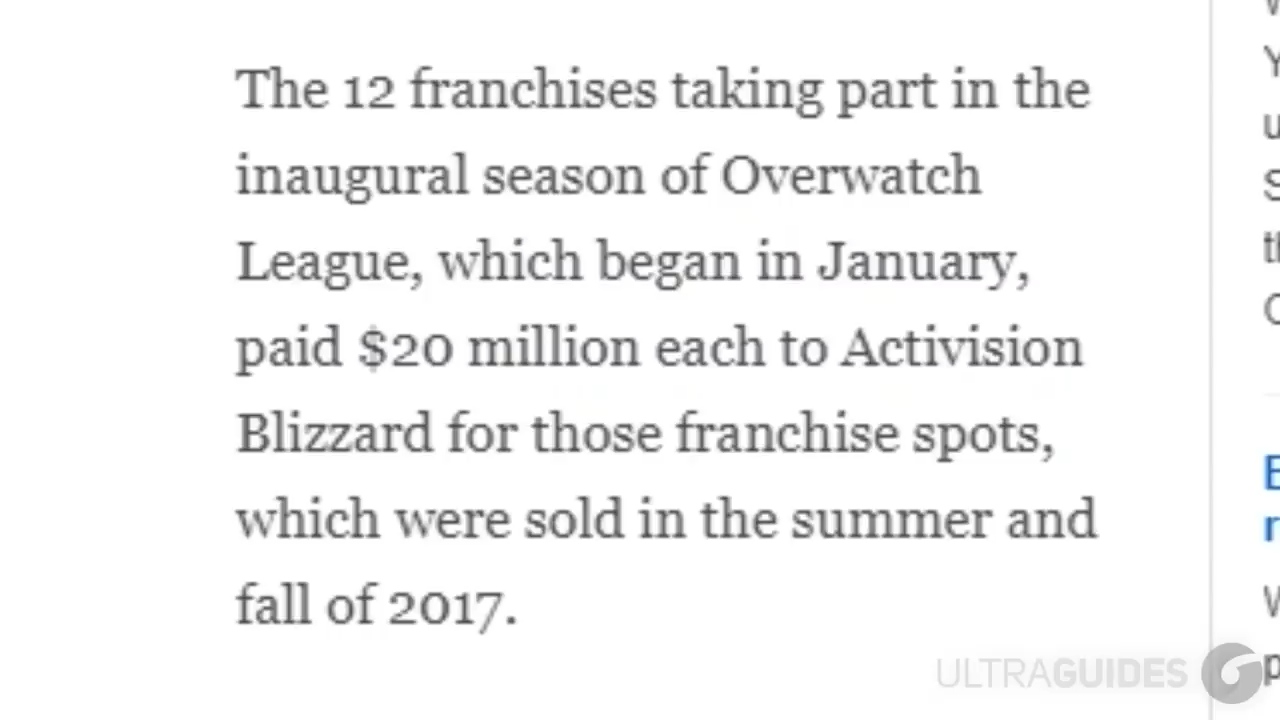 The 12 franchises taking part in the
inaugural season of Overwatch
League, which began in January,
paid $20 million each to Activision
Blizzard for those franchise spots,
which were sold in the summer and
fall of 2017.
ULTRAGUIDES